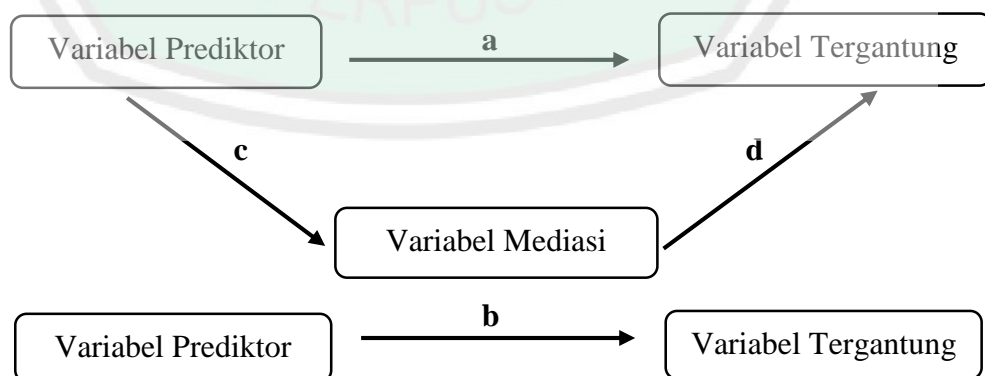 Variabel Prediktor a Variabel Tergantung
c d
Variabel Mediasi
Variabel Prediktor b Variabel Tergantung